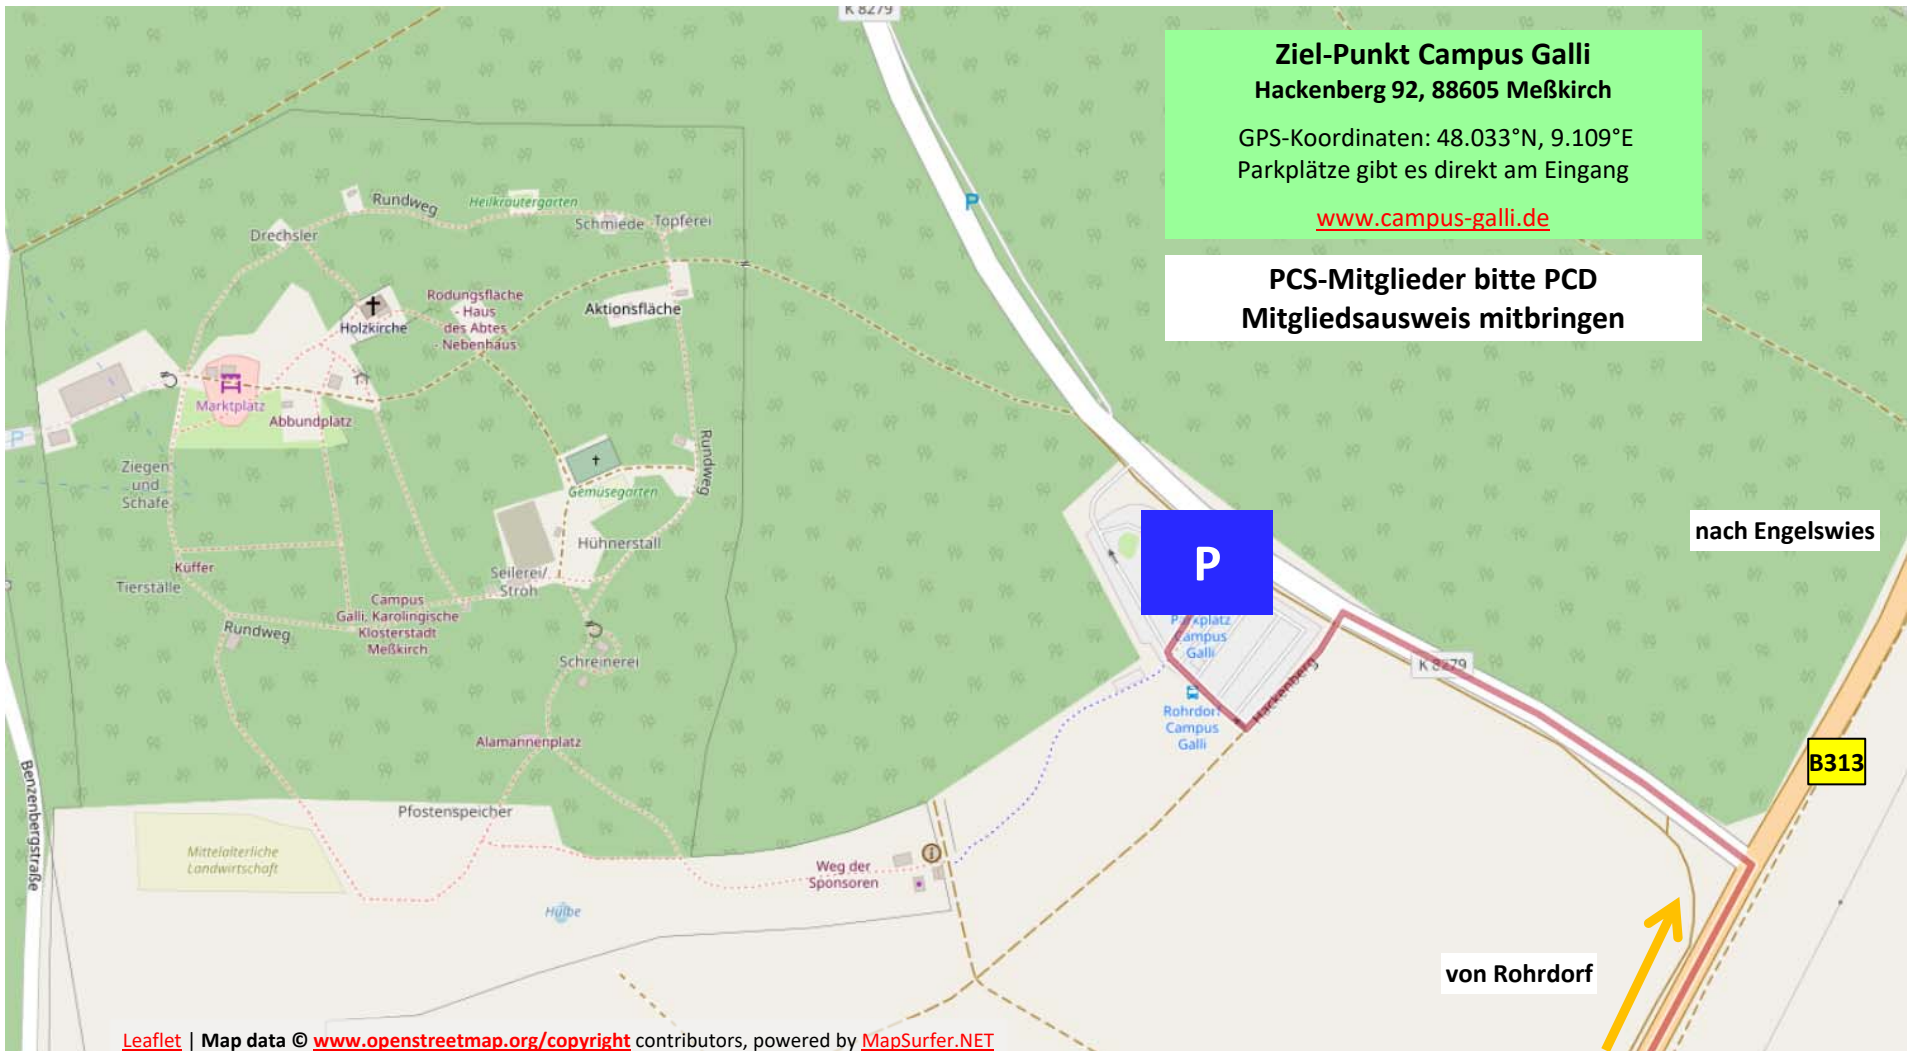 K 8279
Ziel-Punkt Campus Galli
Hackenberg 92, 88605 Meßkirch
GPS-Koordinaten: 48.033°N, 9.109°E
Parkplätze gibt es direkt am Eingang
www.campus-galli.de
PCS-Mitglieder bitte PCD
Mitgliedsausweis mitbringen
P
Rundweg
Heilkräutergarten
Schmiede
Töpferei
Drechsler
Holzkirche
Rodungsfläche
- Haus
des Abtes
- Nebenhaus
Aktionsfläche
Marktplatz
Abbundplatz
P
Ziegen
und
Schafe
Gemüsegarten
Rundweg
Hühnerstall
Seilerei/
Stroh
Küffer
Tierställe
Campus
Galli, Karolingische
Klosterstadt
Meßkirch
Rundweg
Schreinerei
nach Engelswies
P
Parkplatz
Campus
Galli
Hackenberg
K 8279
Rohrdorf
Campus
Galli
Alamannenplatz
B313
Benzenbergstraße
Pfostenspeicher
Mittelalterliche
Landwirtschaft
Weg der
Sponsoren
Hülbe
von Rohrdorf
Leaflet | Map data © www.openstreetmap.org/copyright contributors, powered by MapSurfer.NET